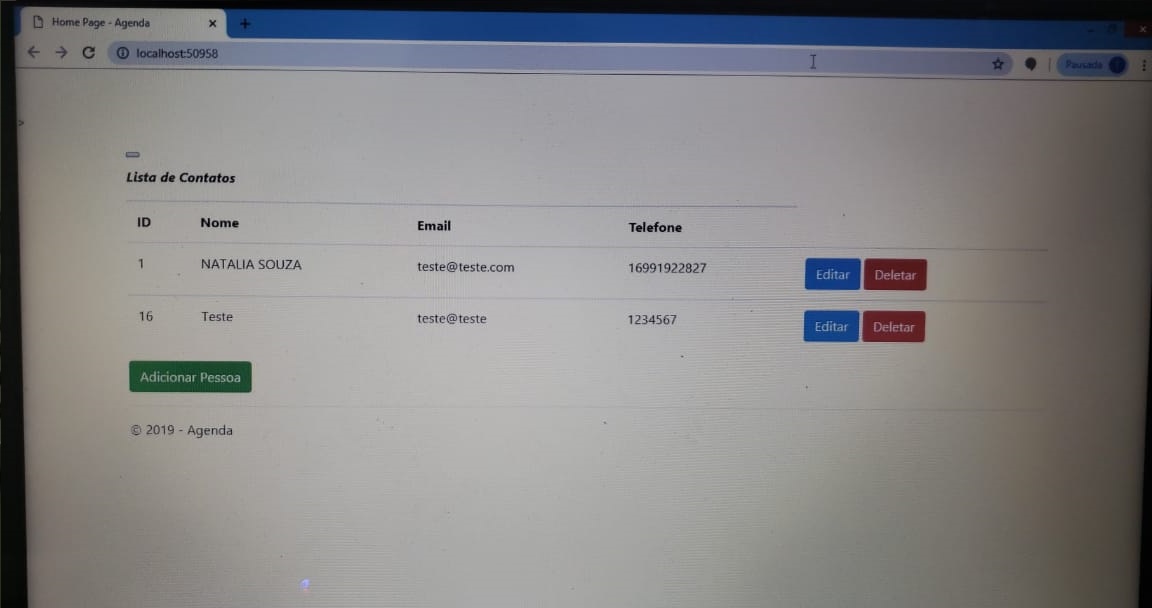 Home Page - Agenda
localhost:50958
Pausada
>
Lista de Contatos
ID Nome Email Telefone
1 NATALIA SOUZA teste@teste.com 16991922827 Editar Deletar
16 Teste teste@teste 1234567 Editar Deletar
Adicionar Pessoa
© 2019 - Agenda